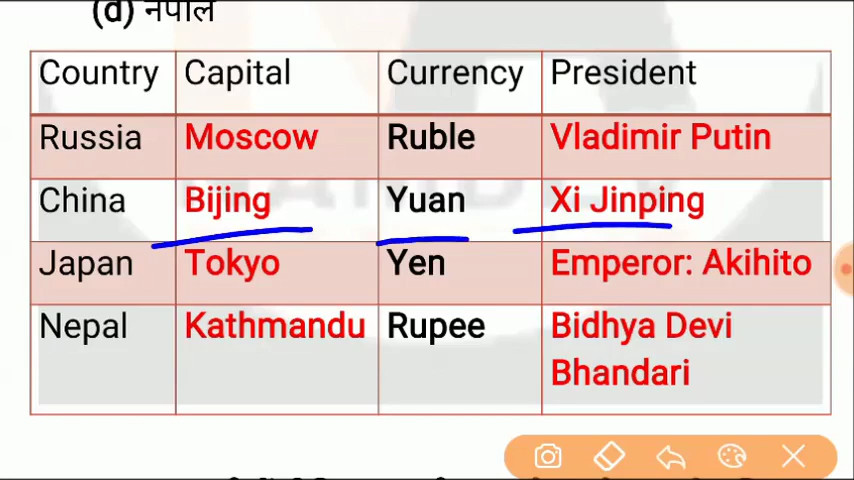 (d) नेपाल
Country Capital Currency President
Russia Moscow Ruble Vladimir Putin
China Bijing Yuan Xi Jinping
Japan Tokyo Yen Emperor: Akihito
Nepal Kathmandu Rupee Bidhya Devi
Bhandari